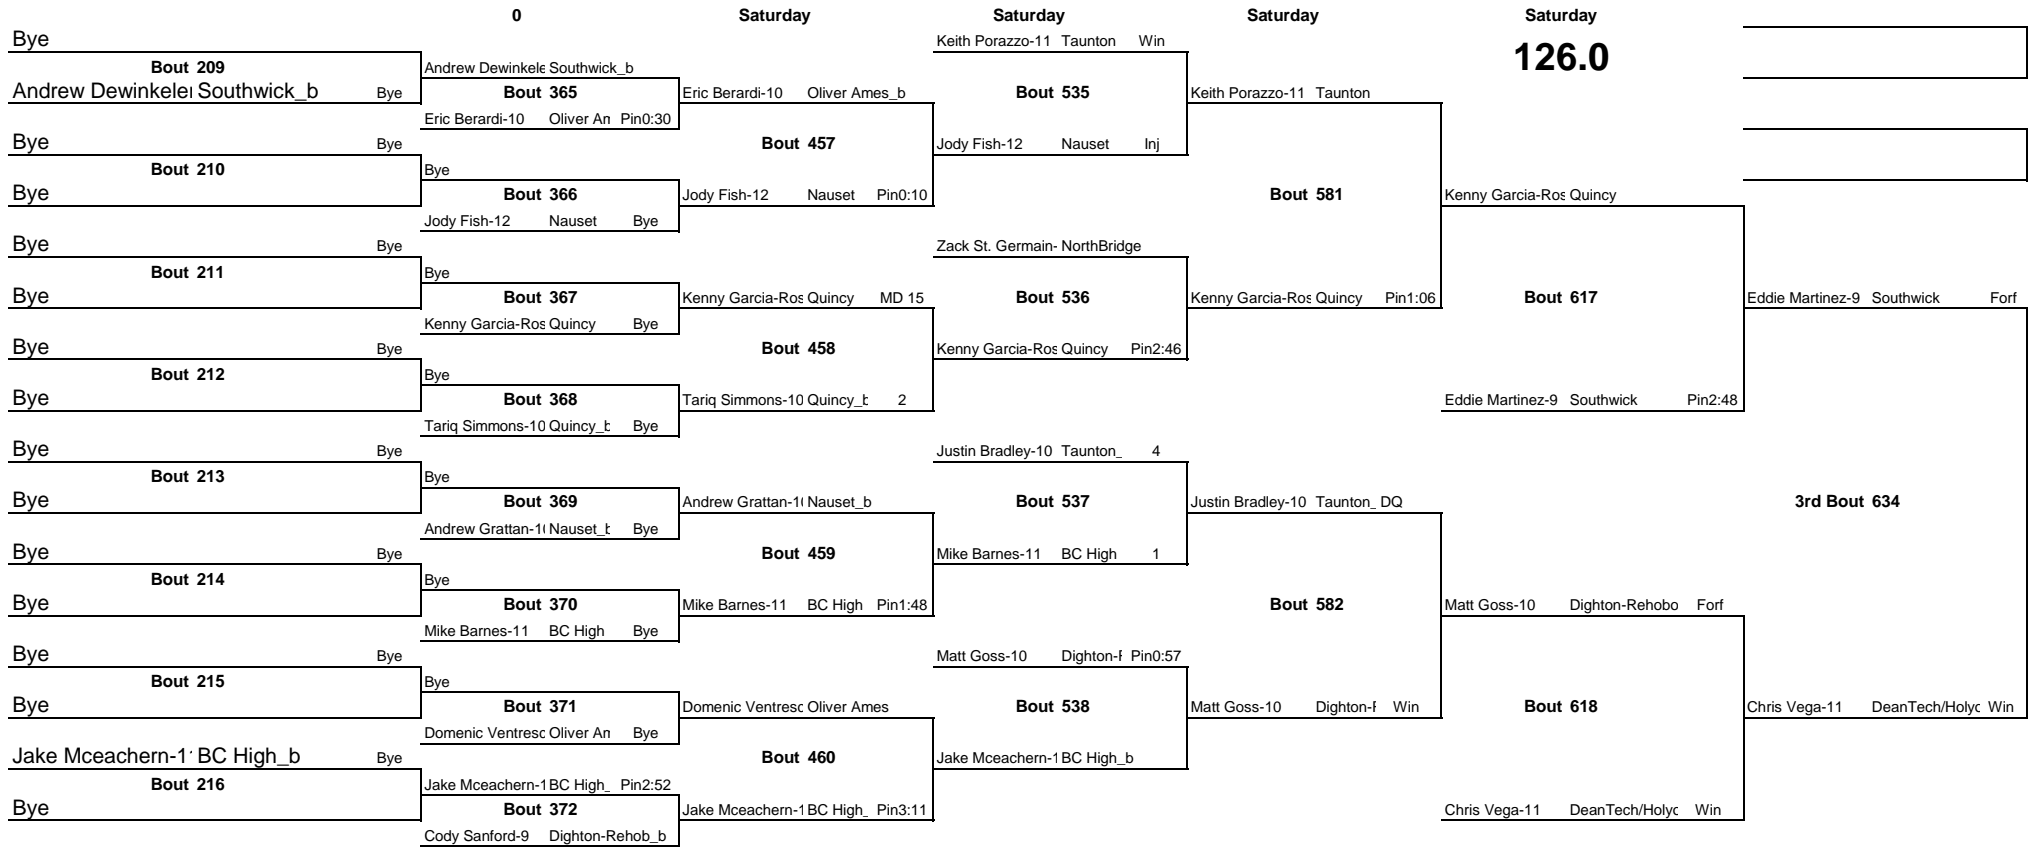 0 Saturday Saturday Saturday Saturday
Bye Keith Porazzo-11 Taunton Win 126.0
Bout 209 Andrew Dewinkele Southwick_b
Andrew Dewinkeler Southwick_b Bye Bout 365 Eric Berardi-10 Oliver Ames_b Bout 535 Keith Porazzo-11 Taunton
Eric Berardi-10 Oliver Am Pin0:30
Bye Bye Bout 457 Jody Fish-12 Nauset Inj
Bout 210 Bye
Bye Bout 366 Jody Fish-12 Nauset Pin0:10 Bout 581 Kenny Garcia-Ros Quincy
Jody Fish-12 Nauset Bye
Bye Bye Zack St. Germain- NorthBridge
Bout 211 Bye
Bye Bout 367 Kenny Garcia-Ros Quincy MD 15 Bout 536 Kenny Garcia-Ros Quincy Pin1:06 Bout 617 Eddie Martinez-9 Southwick Forf
Kenny Garcia-Ros Quincy Bye
Bye Bye Bout 458 Kenny Garcia-Ros Quincy Pin2:46
Bout 212 Bye
Bye Bout 368 Tariq Simmons-10 Quincy_b 2 Eddie Martinez-9 Southwick Pin2:48
Tariq Simmons-10 Quincy_b Bye
Bye Bye Justin Bradley-10 Taunton_ 4
Bout 213 Bye
Bye Bout 369 Andrew Grattan-10 Nauset_b Bout 537 Justin Bradley-10 Taunton_ DQ 3rd Bout 634
Andrew Grattan-10 Nauset_b Bye
Bye Bye Bout 459 Mike Barnes-11 BC High 1
Bout 214 Bye
Bye Bout 370 Mike Barnes-11 BC High Pin1:48 Bout 582 Matt Goss-10 Dighton-Rehobo Forf
Mike Barnes-11 BC High Bye
Bye Bye Matt Goss-10 Dighton-R Pin0:57
Bout 215 Bye
Bye Bout 371 Domenic Ventresc Oliver Ames Bout 538 Matt Goss-10 Dighton-R Win Bout 618 Chris Vega-11 DeanTech/Holyo Win
Domenic Ventresc Oliver Am Bye
Jake Mceachern-11 BC High_b Bye Bout 460 Jake Mceachern-1 BC High_b
Bout 216 Jake Mceachern-1 BC High_ Pin2:52
Bye Bout 372 Jake Mceachern-1 BC High_ Pin3:11 Chris Vega-11 DeanTech/Holyo Win
Cody Sanford-9 Dighton-Rehob_b